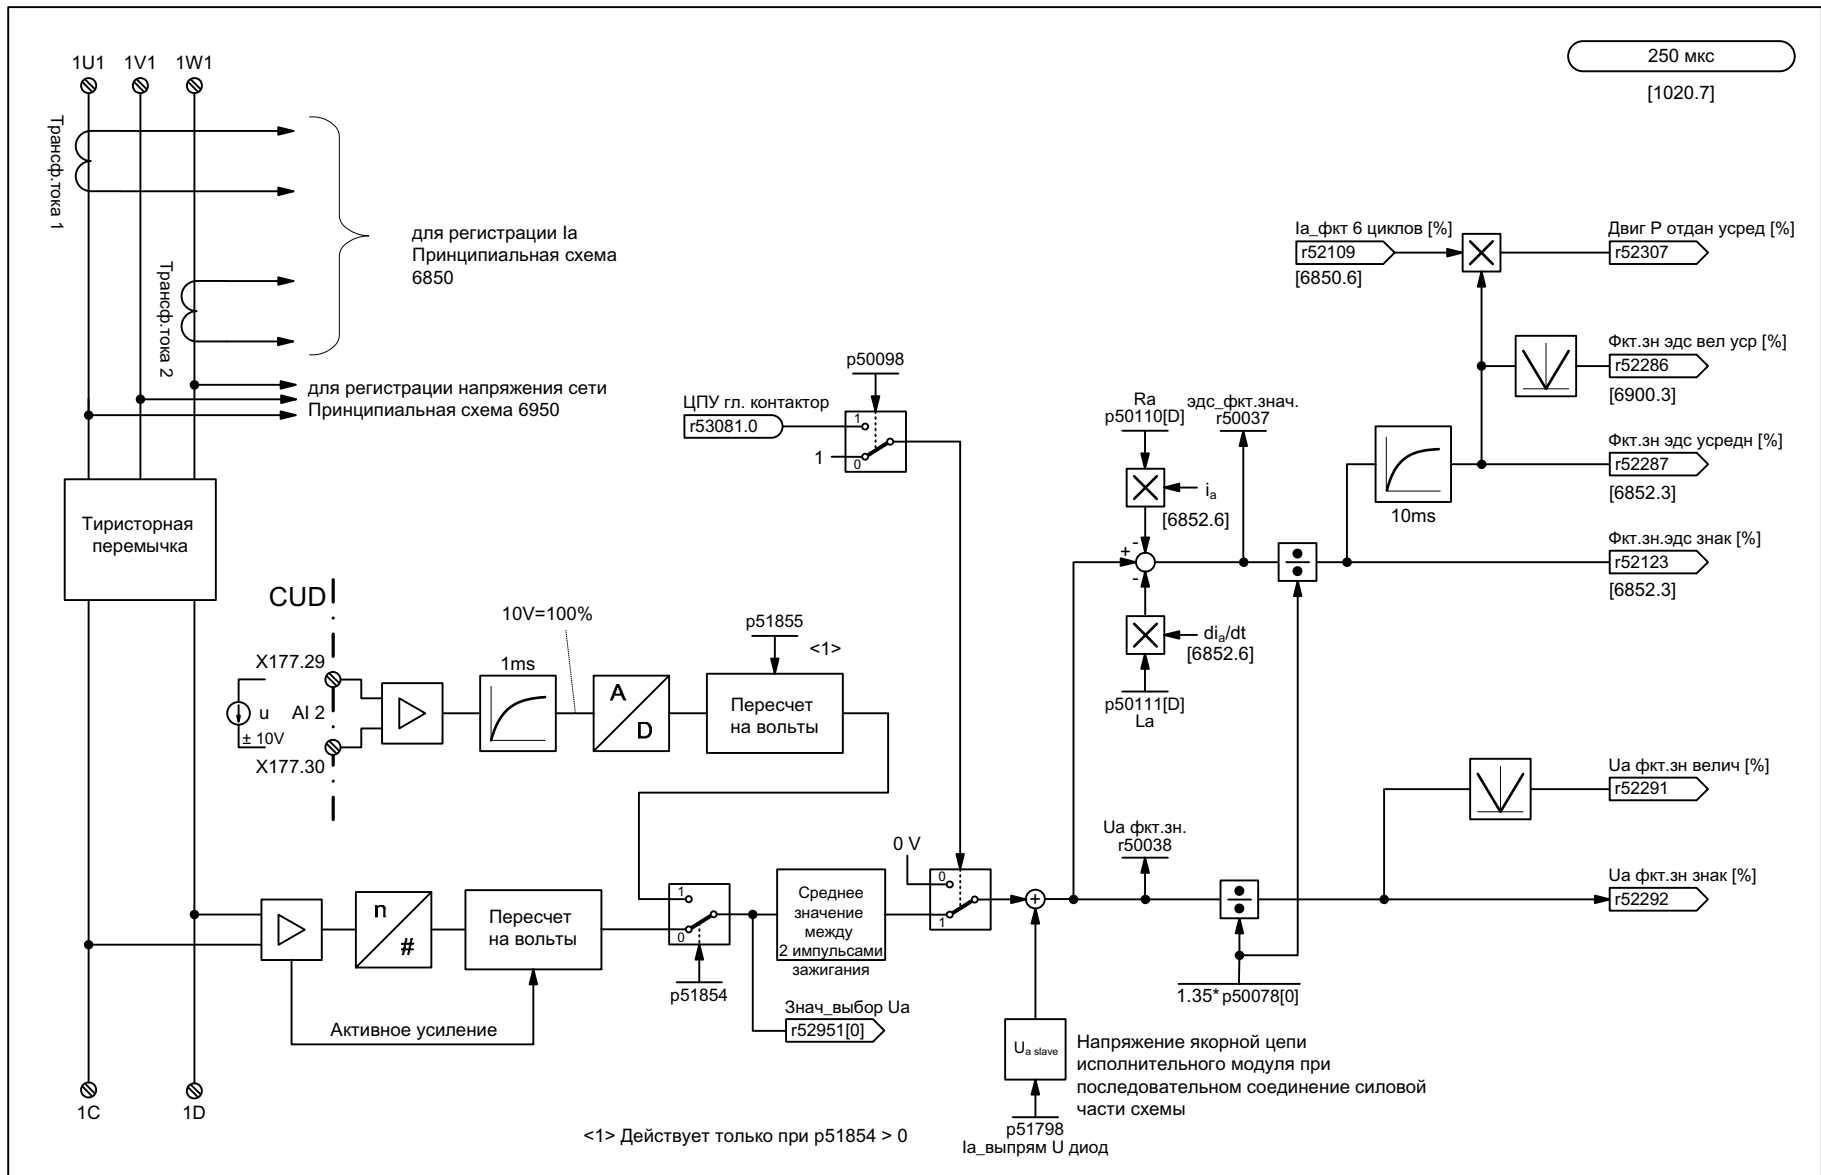 1U1
1V1
1W1
250 мкс
[1020.7]
Трансф.тока 1
Трансф.тока 2
для регистрации Ia
Принципиальная схема
6850
для регистрации напряжения сети
Принципиальная схема 6950
Ia_фкт 6 циклов [%]
r52109
[6850.6]
Двиг P отдан усред [%]
r52307
Фкт.зн эдс вел уср [%]
r52286
[6900.3]
Фкт.зн эдс усредн [%]
r52287
[6852.3]
10ms
Фкт.зн.эдс знак [%]
r52123
[6852.3]
p50098
ЦПУ гл. контактор
r53081.0
1
1
0
Ra
p50110[D]
эдс_фкт.знач.
r50037
ia
[6852.6]
+
-
-
dia/dt
[6852.6]
p50111[D]
La
Тиристорная
перемычка
CUD
X177.29
u
AI 2
± 10V
X177.30
1ms
10V=100%
A
D
p51855
<1>
Пересчет
на вольты
Ua фкт.зн велич [%]
r52291
Ua фкт.зн.
r50038
Ua фкт.зн знак [%]
r52292
0 V
0
1
+
n
#
Пересчет
на вольты
1
0
p51854
Среднее
значение
между
2 импульсами
зажигания
Активное усиление
Знач_выбор Ua
r52951[0]
1.35* p50078[0]
Ua slave
Напряжение якорной цепи
исполнительного модуля при
последовательном соединение силовой
части схемы
p51798
Ia_выпрям U диод
1C
1D
<1> Действует только при p51854 > 0